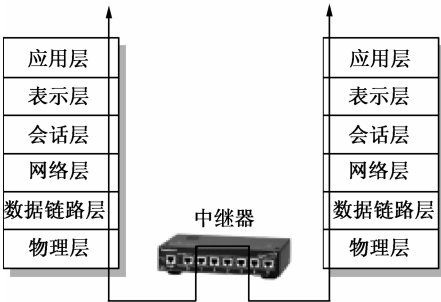 应用层
表示层
会话层
网络层
数据链路层
物理层
中继器
应用层
表示层
会话层
网络层
数据链路层
物理层